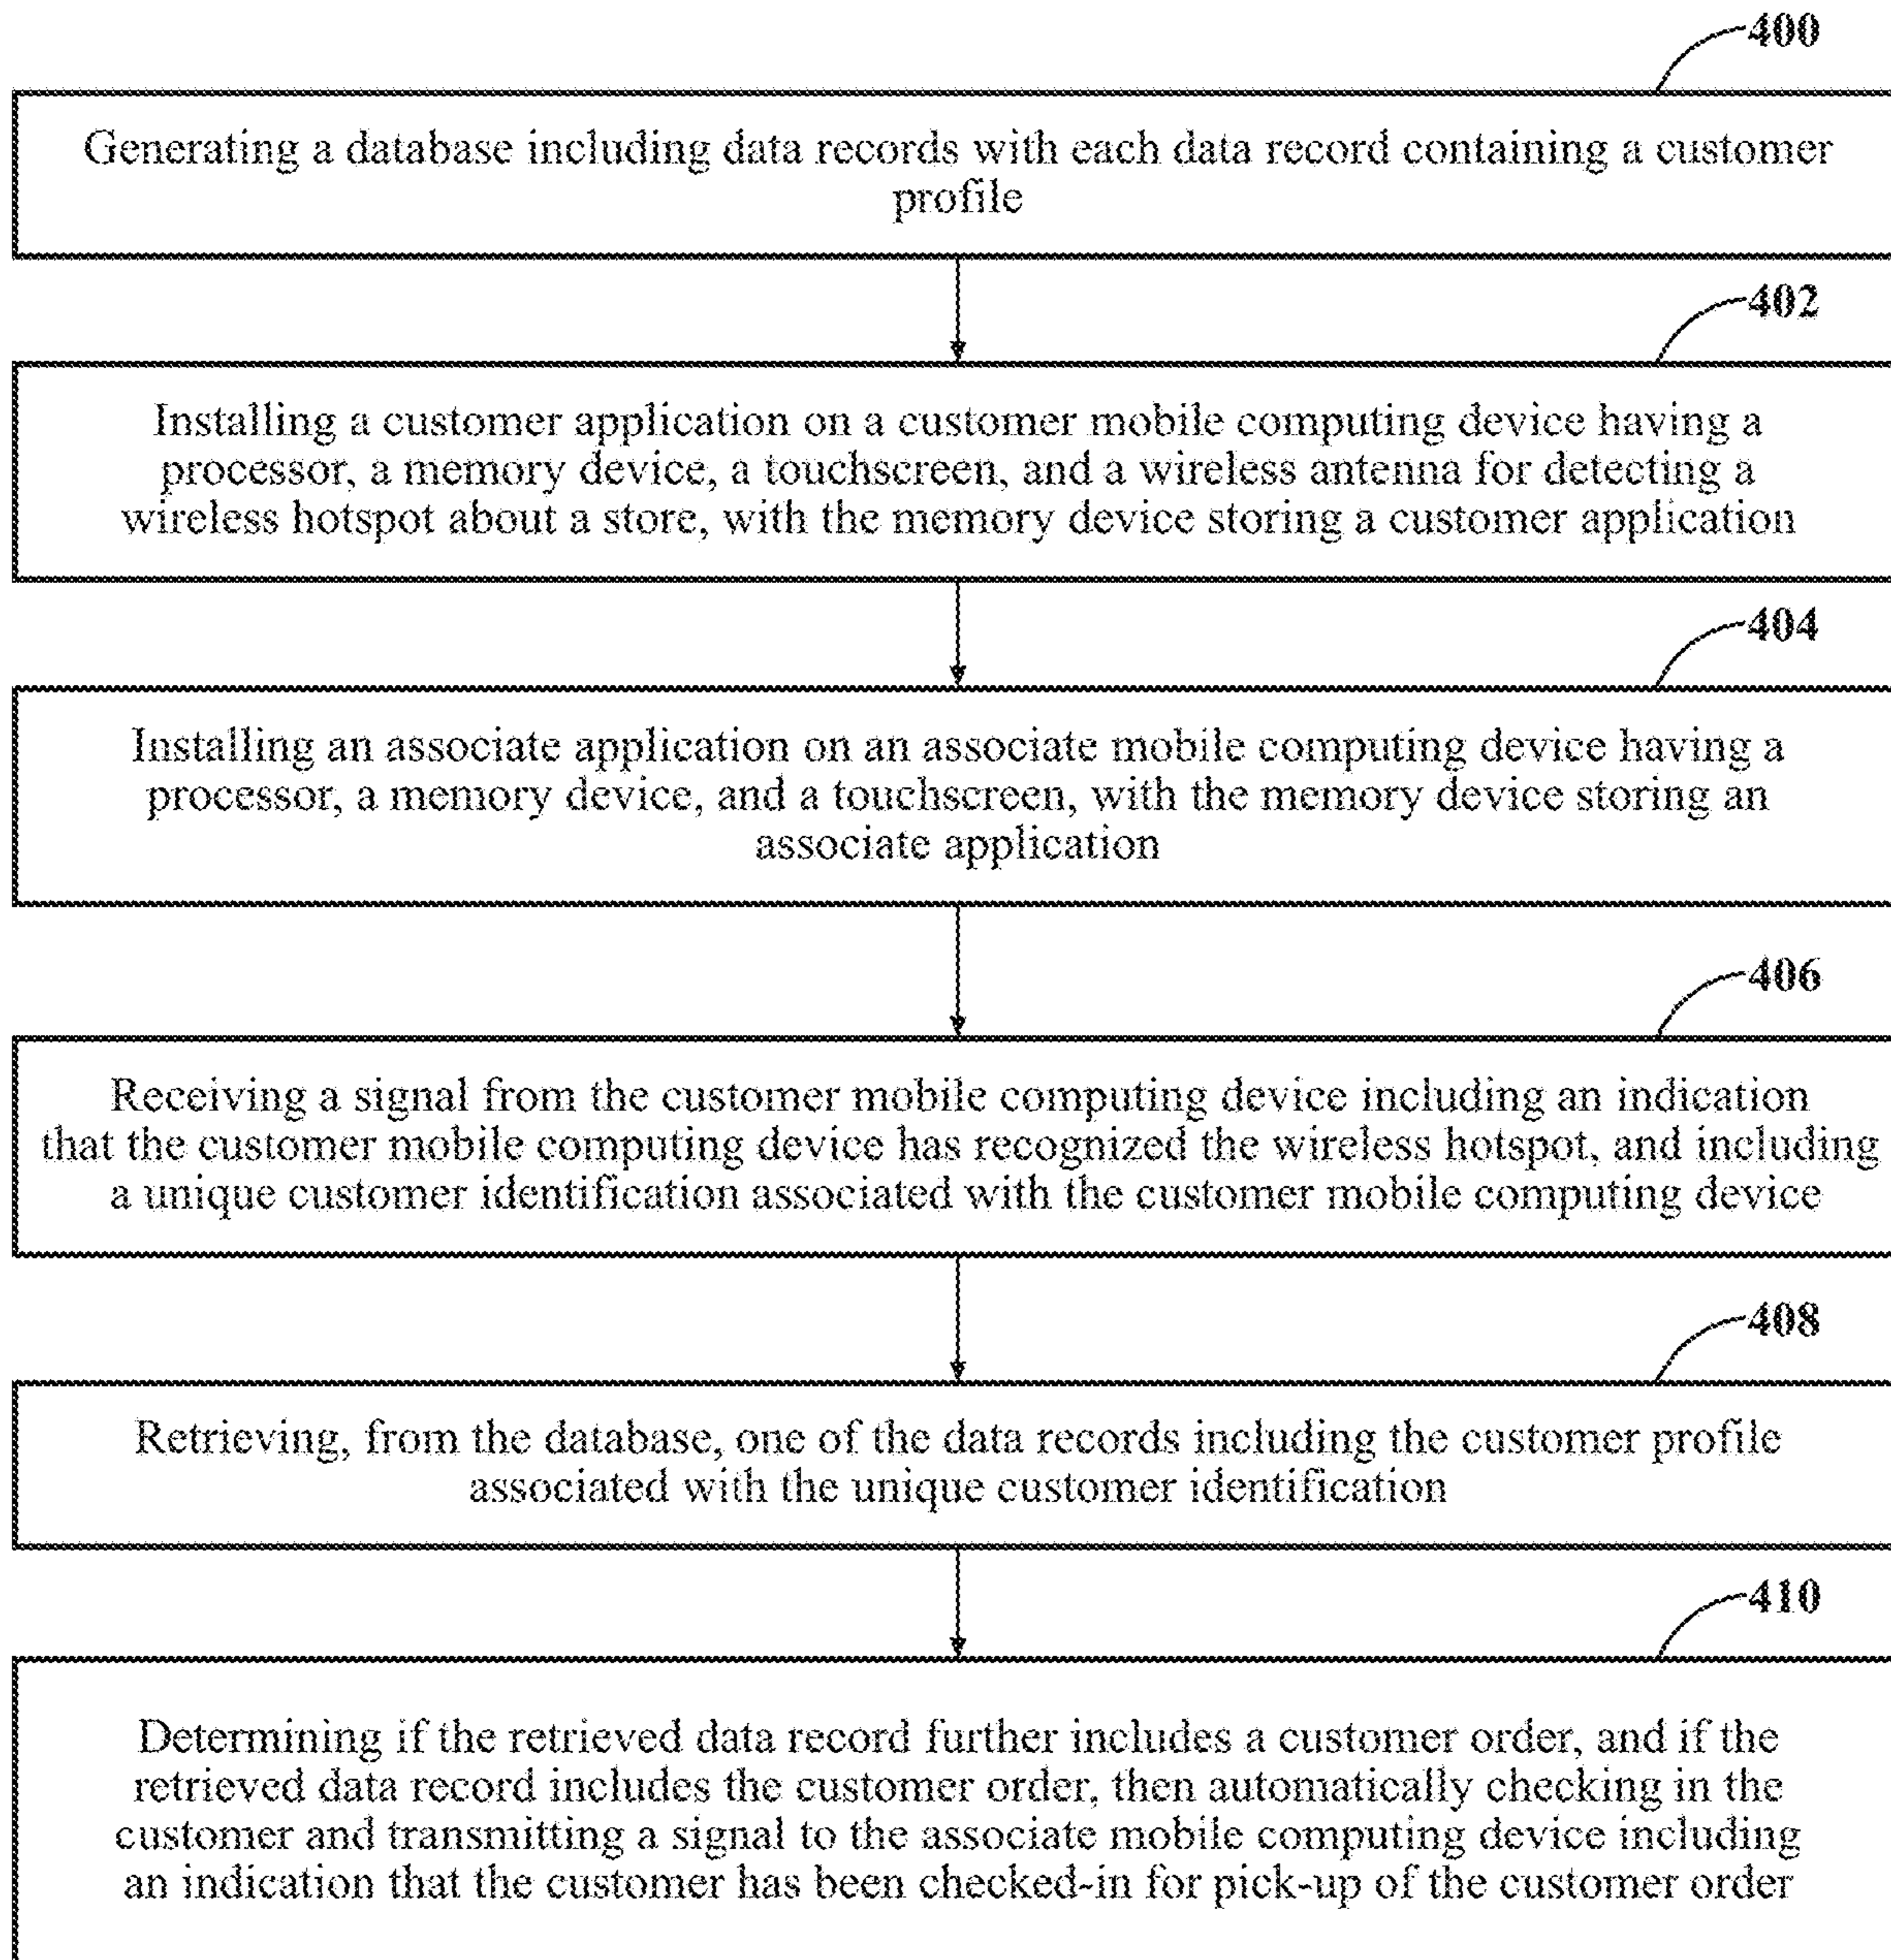 400
Generating a database including data records with each data record containing a customer
profile
402
Installing a customer application on a customer mobile computing device having a
processor, a memory device, a touchscreen, and a wireless antenna for detecting a
wireless hotspot about a store, with the memory device storing a customer application
404
Installing an associate application on an associate mobile computing device having a
processor, a memory device, and a touchscreen, with the memory device storing an
associate application
406
Receiving a signal from the customer mobile computing device including an indication
that the customer mobile computing device has recognized the wireless hotspot, and including
a unique customer identification associated with the customer mobile computing device
408
Retrieving, from the database, one of the data records including the customer profile
associated with the unique customer identification
410
Determining if the retrieved data record further includes a customer order, and if the
retrieved data record includes the customer order, then automatically checking in the
customer and transmitting a signal to the associate mobile computing device including
an indication that the customer has been checked-in for pick-up of the customer order